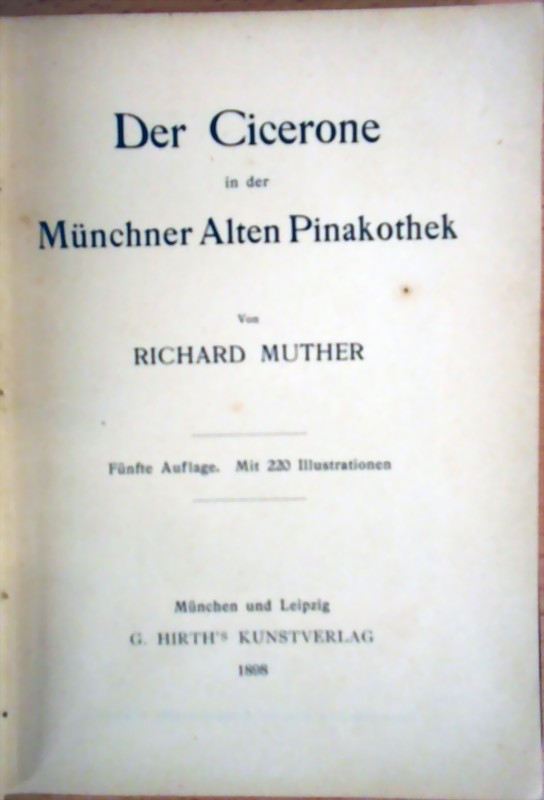 Der Cicerone
in der
Münchner Alten Pinakothek
Von
RICHARD MUTHER
Fünfte Auflage. Mit 220 Illustrationen
München und Leipzig
G. HIRTH'S KUNSTVERLAG
1898